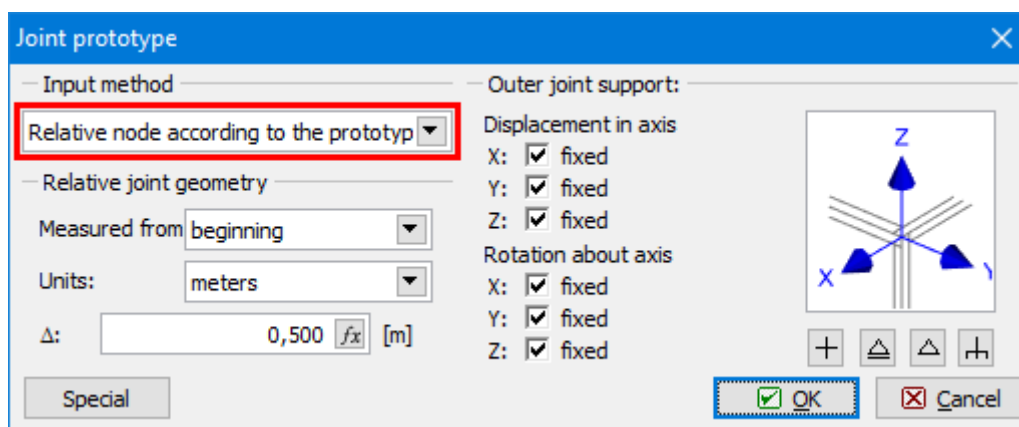 Joint prototype
Input method
Relative node according to the prototyp
Relative joint geometry
Measured from beginning
Units: meters
Δ: 0,500 fx [m]
Special
Outer joint support:
Displacement in axis
X: fixed
Y: fixed
Z: fixed
Rotation about axis
X: fixed
Y: fixed
Z: fixed
Z
X
Y
OK
Cancel